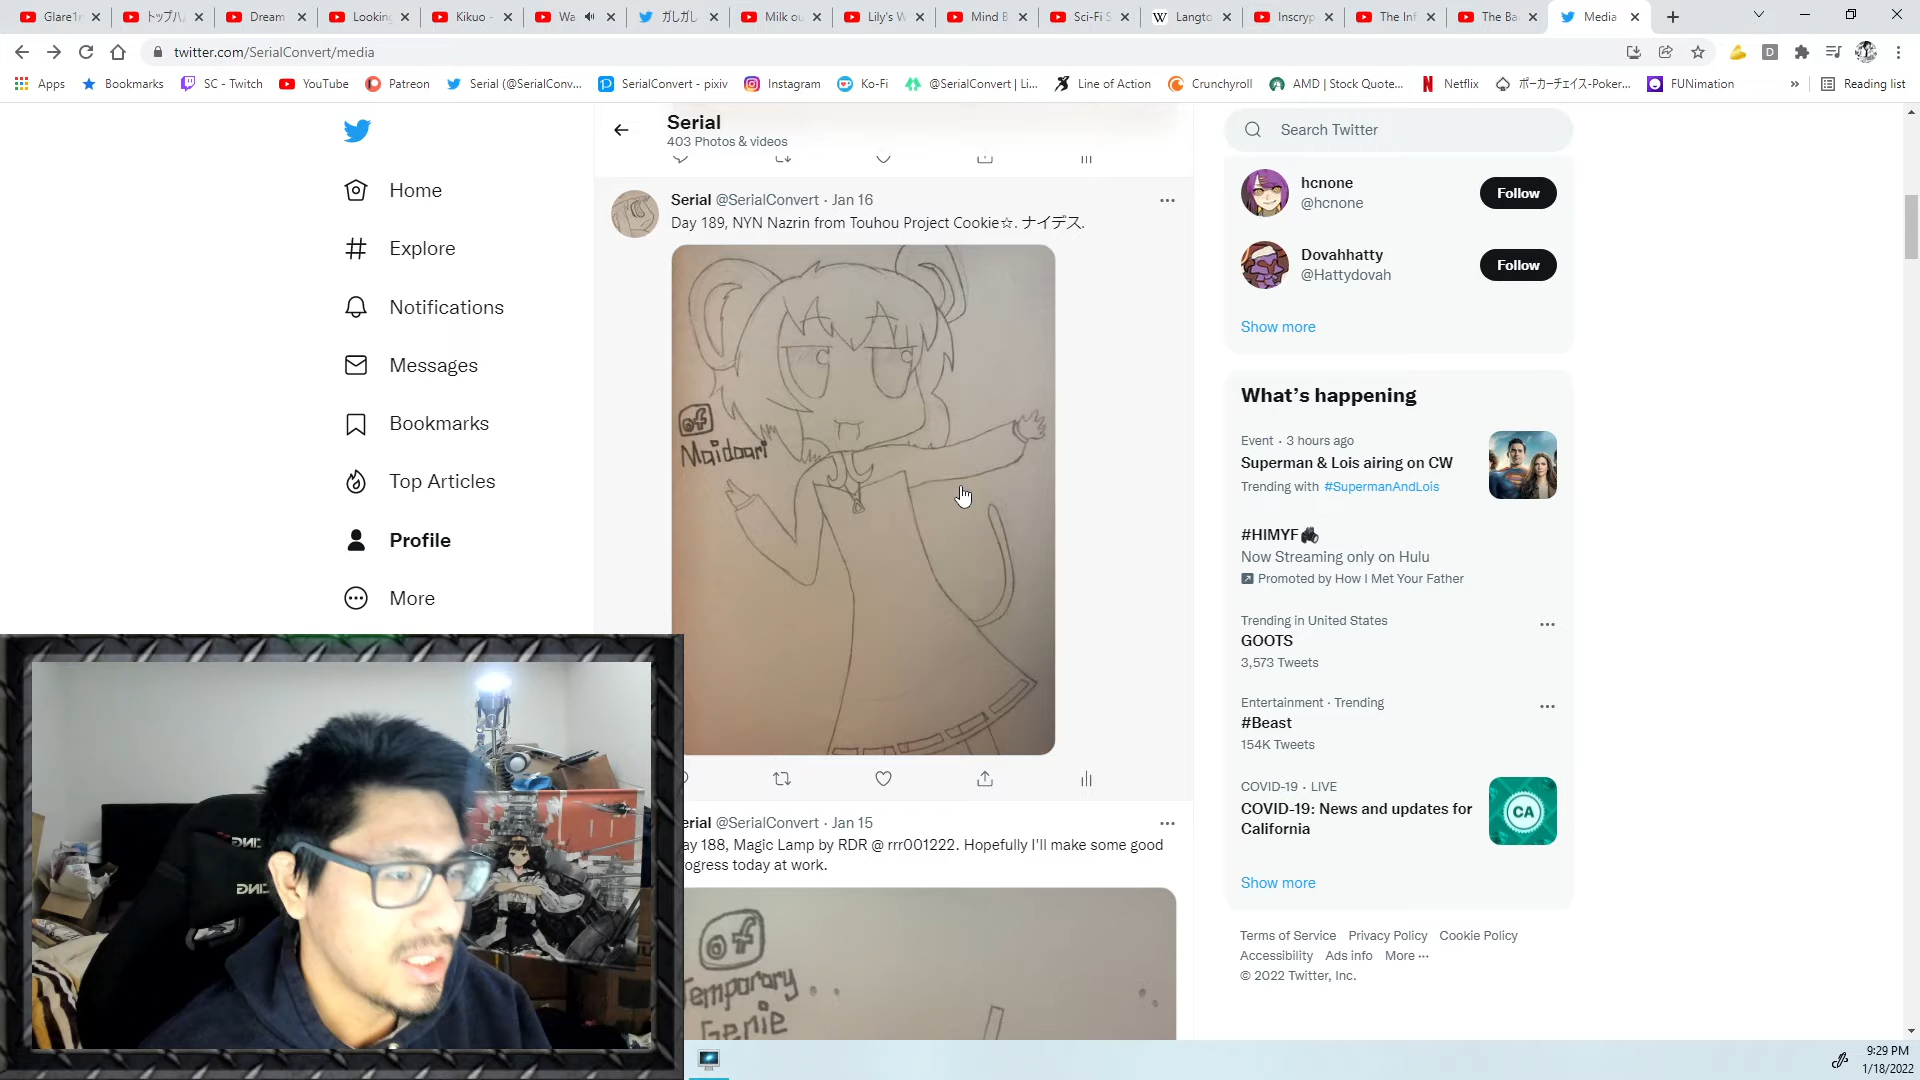 Glare1r
トップハ
Dream
Looking
Kikuo -
Wa
ガしガし
Milk ou
Lily's W
Mind B
Sci-Fi S
Langto
Inscryp
The Inf
The Ba
Media
twitter.com/SerialConvert/media
Apps
Bookmarks
SC - Twitch
YouTube
Patreon
Serial (@SerialConv...
SerialConvert - pixiv
Instagram
Ko-Fi
@SerialConvert | Li...
Line of Action
Crunchyroll
AMD | Stock Quote...
Netflix
ポーカーチェイス-Poker...
FUNimation
»
Reading list
Home
Explore
Notifications
Messages
Bookmarks
Top Articles
Profile
More
Serial
403 Photos & videos
Serial @SerialConvert · Jan 16
Day 189, NYN Nazrin from Touhou Project Cookie☆. ナイデス.
Maidoari
erial @SerialConvert · Jan 15
ay 188, Magic Lamp by RDR @ rrr001222. Hopefully I'll make some good
ogress today at work.
emporary
Genie
Search Twitter
hcnone
@hcnone
Follow
Dovahhatty
@Hattydovah
Follow
Show more
What's happening
Event · 3 hours ago
Superman & Lois airing on CW
Trending with #SupermanAndLois
#HIMYF
Now Streaming only on Hulu
Promoted by How I Met Your Father
Trending in United States
GOOTS
3,573 Tweets
Entertainment · Trending
#Beast
154K Tweets
COVID-19 · LIVE
COVID-19: News and updates for
California
CA
Show more
Terms of Service Privacy Policy Cookie Policy
Accessibility Ads info More ···
© 2022 Twitter, Inc.
9:29 PM
1/18/2022